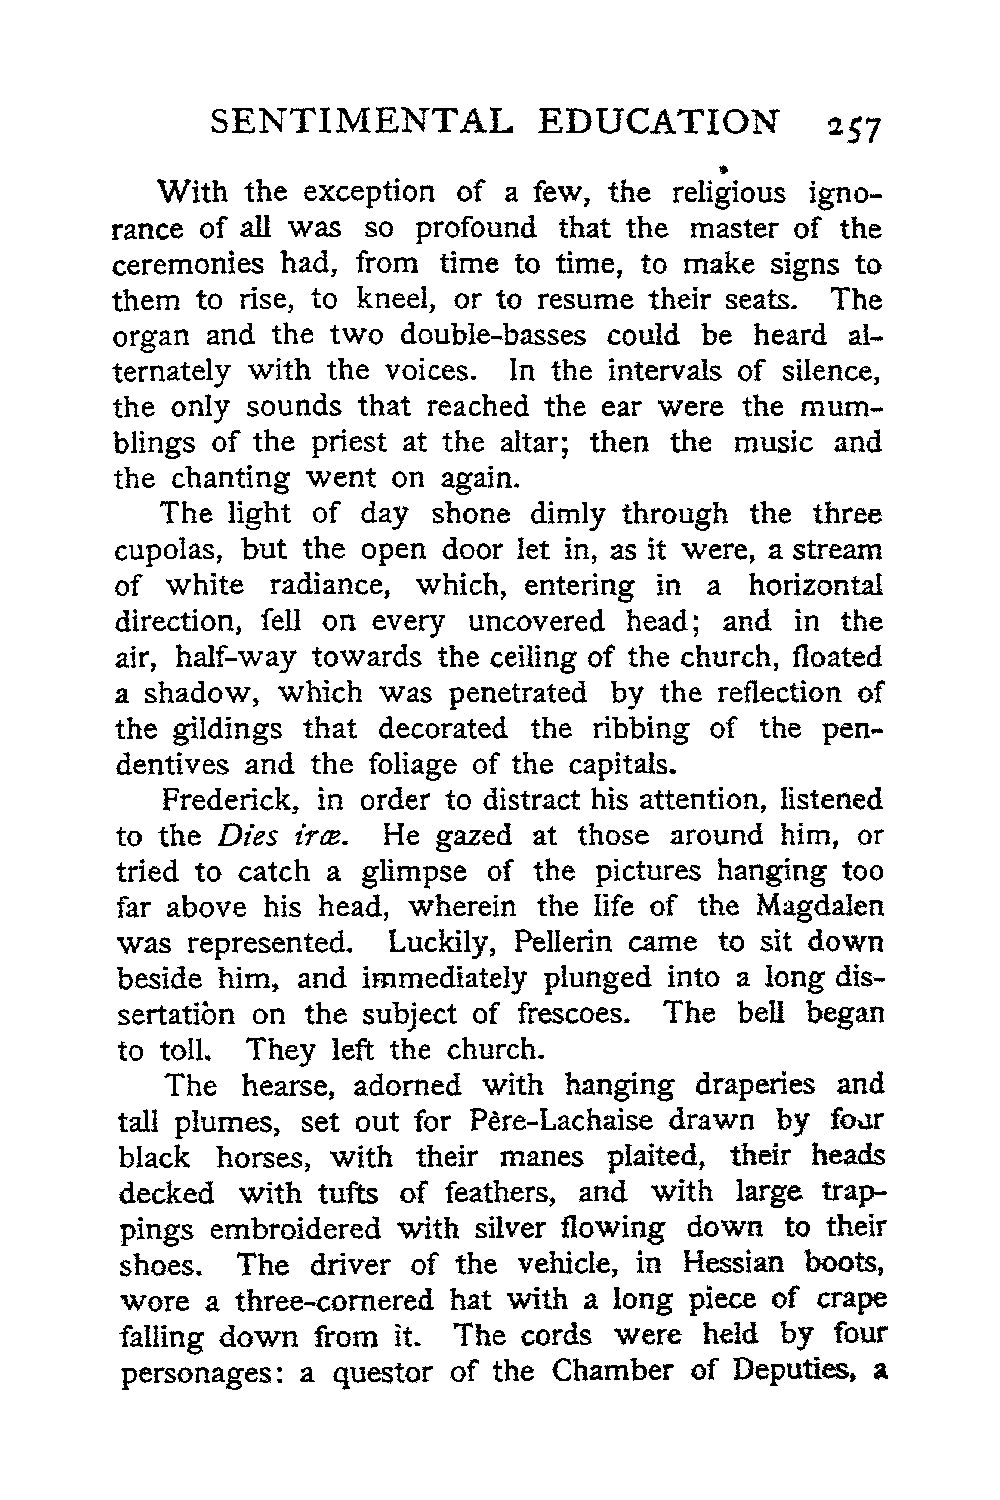 SENTIMENTAL EDUCATION 257
With the exception of a few, the religious igno-
rance of all was so profound that the master of the
ceremonies had, from time to time, to make signs to
them to rise, to kneel, or to resume their seats. The
organ and the two double-basses could be heard al-
ternately with the voices. In the intervals of silence,
the only sounds that reached the ear were the mum-
blings of the priest at the altar; then the music and
the chanting went on again.
The light of day shone dimly through the three
cupolas, but the open door let in, as it were, a stream
of white radiance, which, entering in a horizontal
direction, fell on every uncovered head; and in the
air, half-way towards the ceiling of the church, floated
a shadow, which was penetrated by the reflection of
the gildings that decorated the ribbing of the pen-
dentives and the foliage of the capitals.
Frederick, in order to distract his attention, listened
to the Dies iræ. He gazed at those around him, or
tried to catch a glimpse of the pictures hanging too
far above his head, wherein the life of the Magdalen
was represented. Luckily, Pellerin came to sit down
beside him, and immediately plunged into a long dis-
sertation on the subject of frescoes. The bell began
to toll. They left the church.
The hearse, adorned with hanging draperies and
tall plumes, set out for Père-Lachaise drawn by four
black horses, with their manes plaited, their heads
decked with tufts of feathers, and with large trap-
pings embroidered with silver flowing down to their
shoes. The driver of the vehicle, in Hessian boots,
wore a three-cornered hat with a long piece of crape
falling down from it. The cords were held by four
personages: a questor of the Chamber of Deputies, a